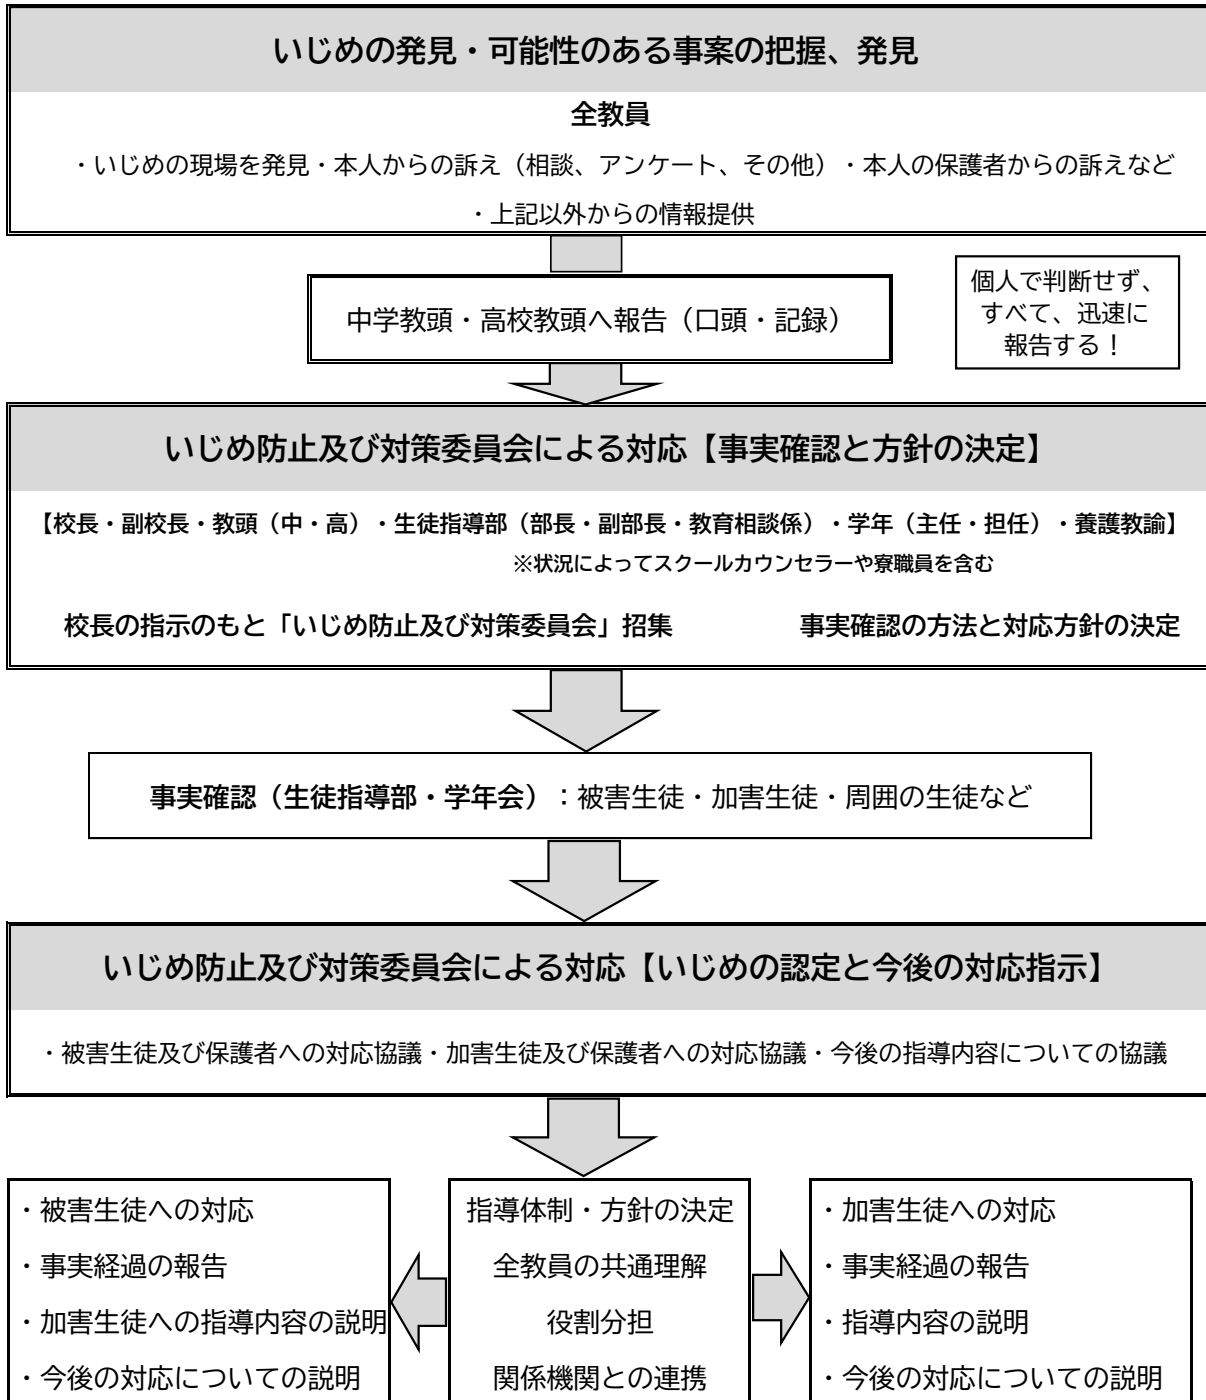 いじめの発見・可能性のある事案の把握、発見
全教員
・いじめの現場を発見・本人からの訴え（相談、アンケート、その他）・本人の保護者からの訴えなど
・上記以外からの情報提供
中学教頭・高校教頭へ報告（口頭・記録）
個人で判断せず、
すべて、迅速に
報告する！
いじめ防止及び対策委員会による対応【事実確認と方針の決定】
【校長・副校長・教頭（中・高）・生徒指導部（部長・副部長・教育相談係）・学年（主任・担任）・養護教諭】
※状況によってスクールカウンセラーや寮職員を含む
校長の指示のもと「いじめ防止及び対策委員会」招集　　　事実確認の方法と対応方針の決定
事実確認（生徒指導部・学年会）：被害生徒・加害生徒・周囲の生徒など
いじめ防止及び対策委員会による対応【いじめの認定と今後の対応指示】
・被害生徒及び保護者への対応協議・加害生徒及び保護者への対応協議・今後の指導内容についての協議
・被害生徒への対応
・事実経過の報告
・加害生徒への指導内容の説明
・今後の対応についての説明
指導体制・方針の決定
全教員の共通理解
役割分担
関係機関との連携
・加害生徒への対応
・事実経過の報告
・指導内容の説明
・今後の対応についての説明